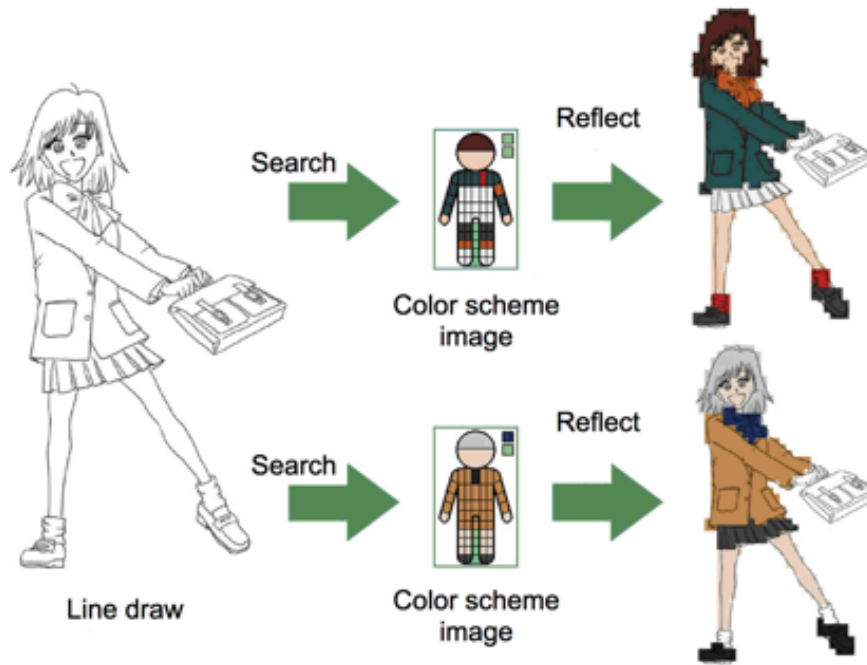 Search
Reflect
Color scheme
image
Search
Reflect
Color scheme
image
Line draw